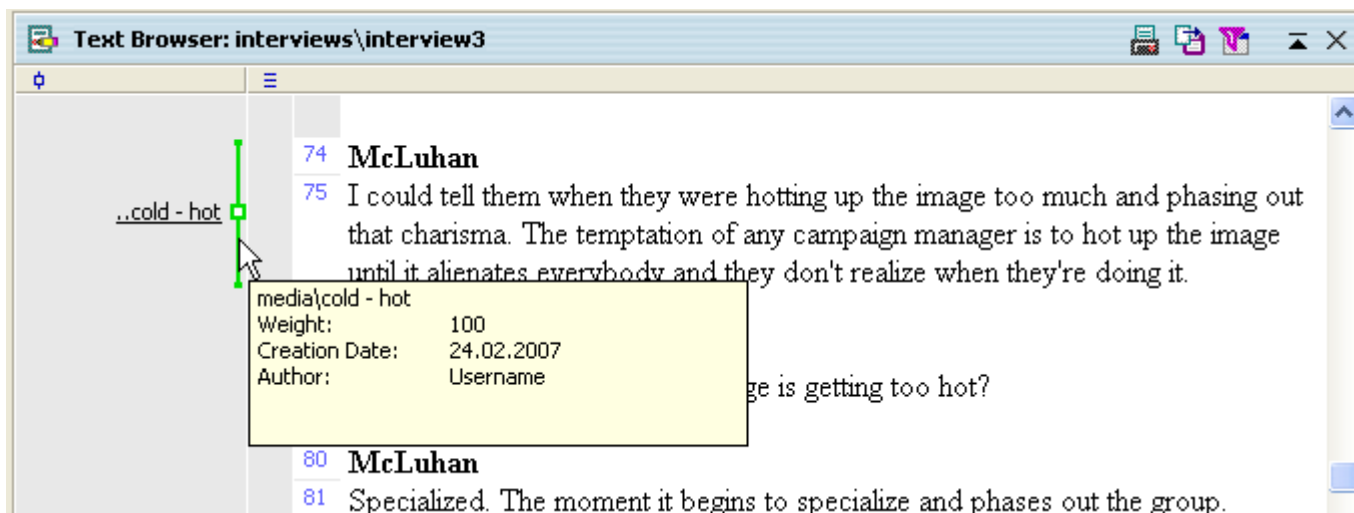 Text Browser: interviews\interview3
74 McLuhan
..cold - hot
75 I could tell them when they were hotting up the image too much and phasing out
that charisma. The temptation of any campaign manager is to hot up the image
until it alienates everybody and they don't realize when they're doing it.
media\cold - hot
Weight: 100
Creation Date: 24.02.2007
Author: Username
ge is getting too hot?
80 McLuhan
81 Specialized. The moment it begins to specialize and phases out the group.